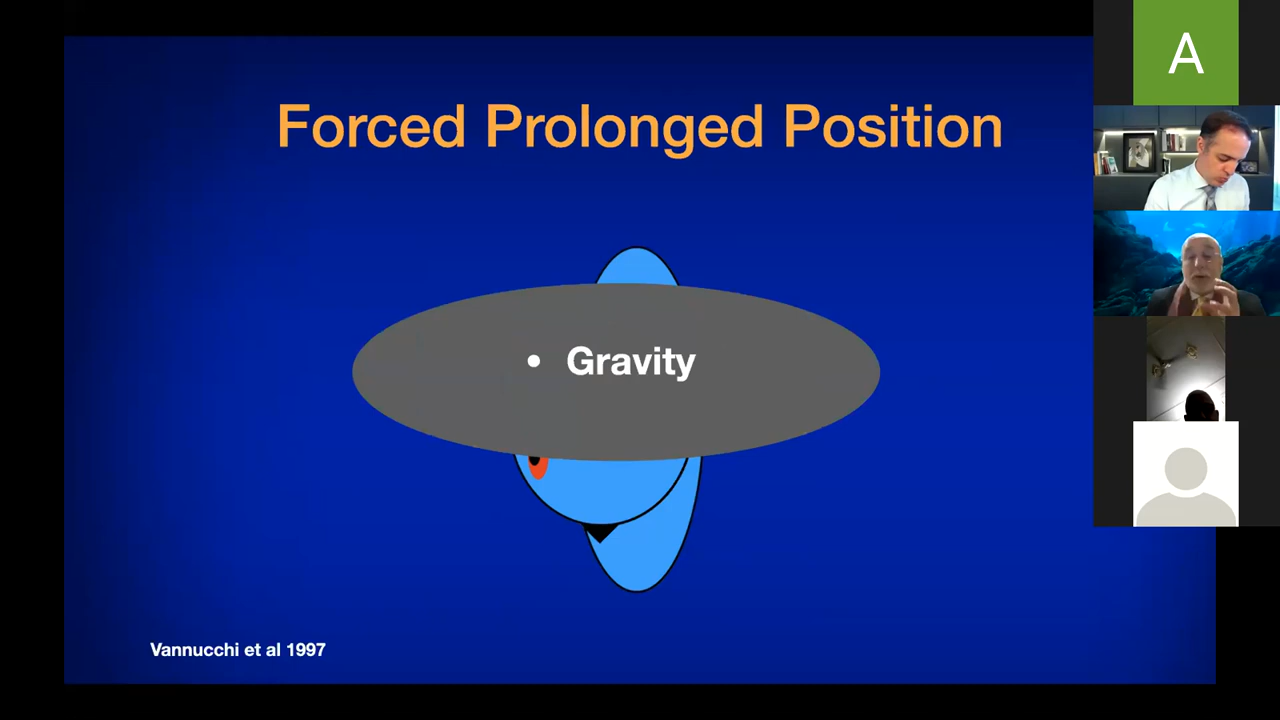 Forced Prolonged Position
A
• Gravity
Vannucchi et al 1997